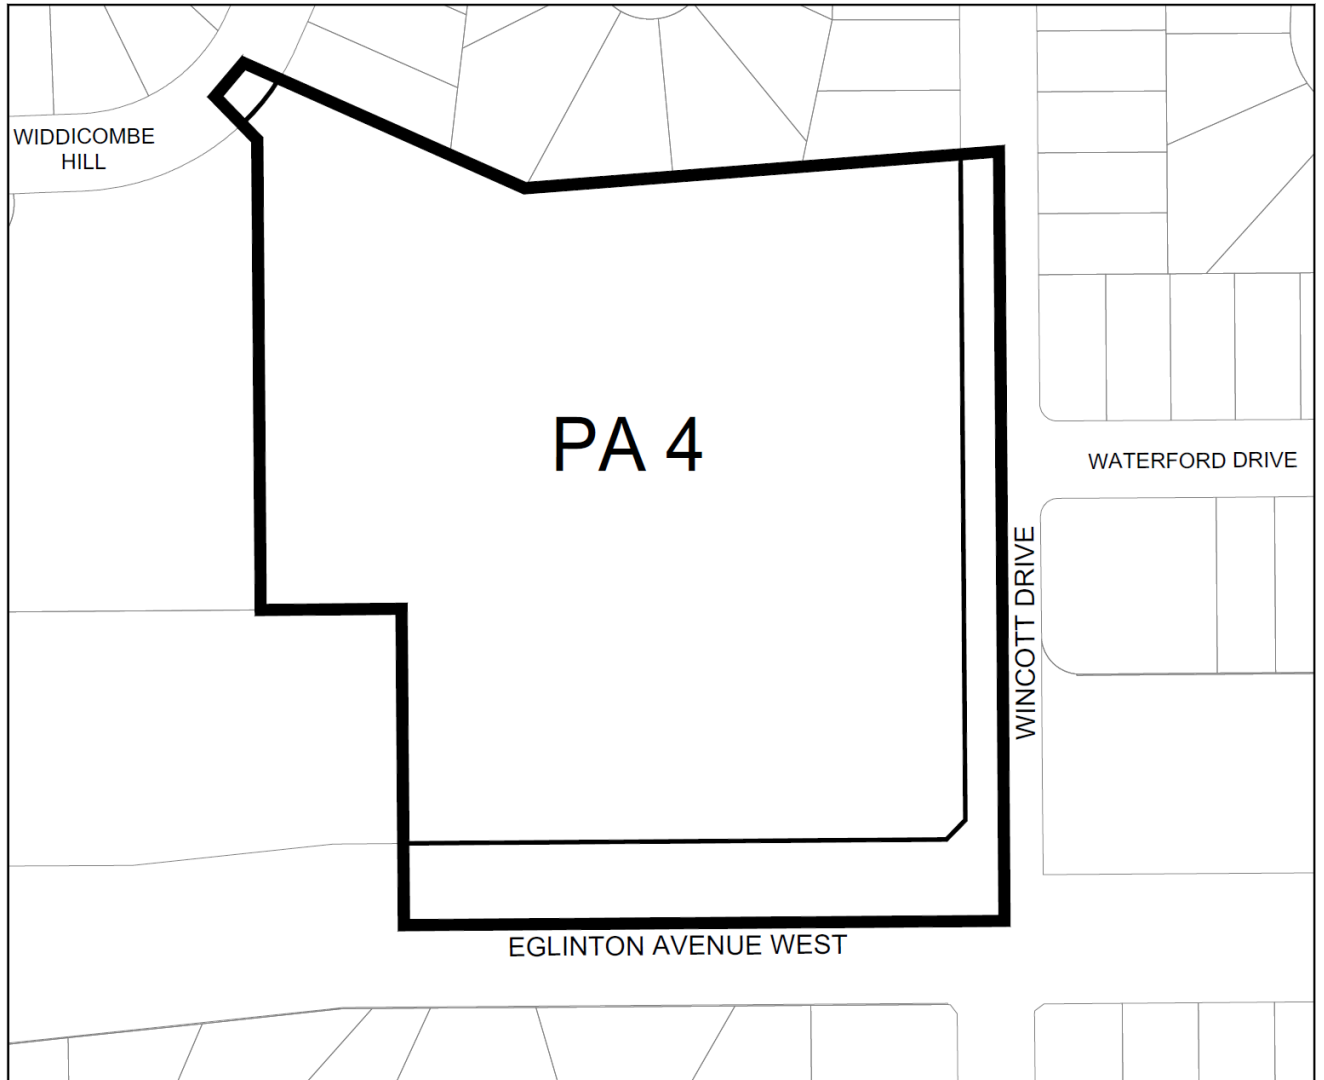 WIDDICOMBE
HILL
PA 4
WATERFORD DRIVE
WINCOTT DRIVE
EGLINTON AVENUE WEST